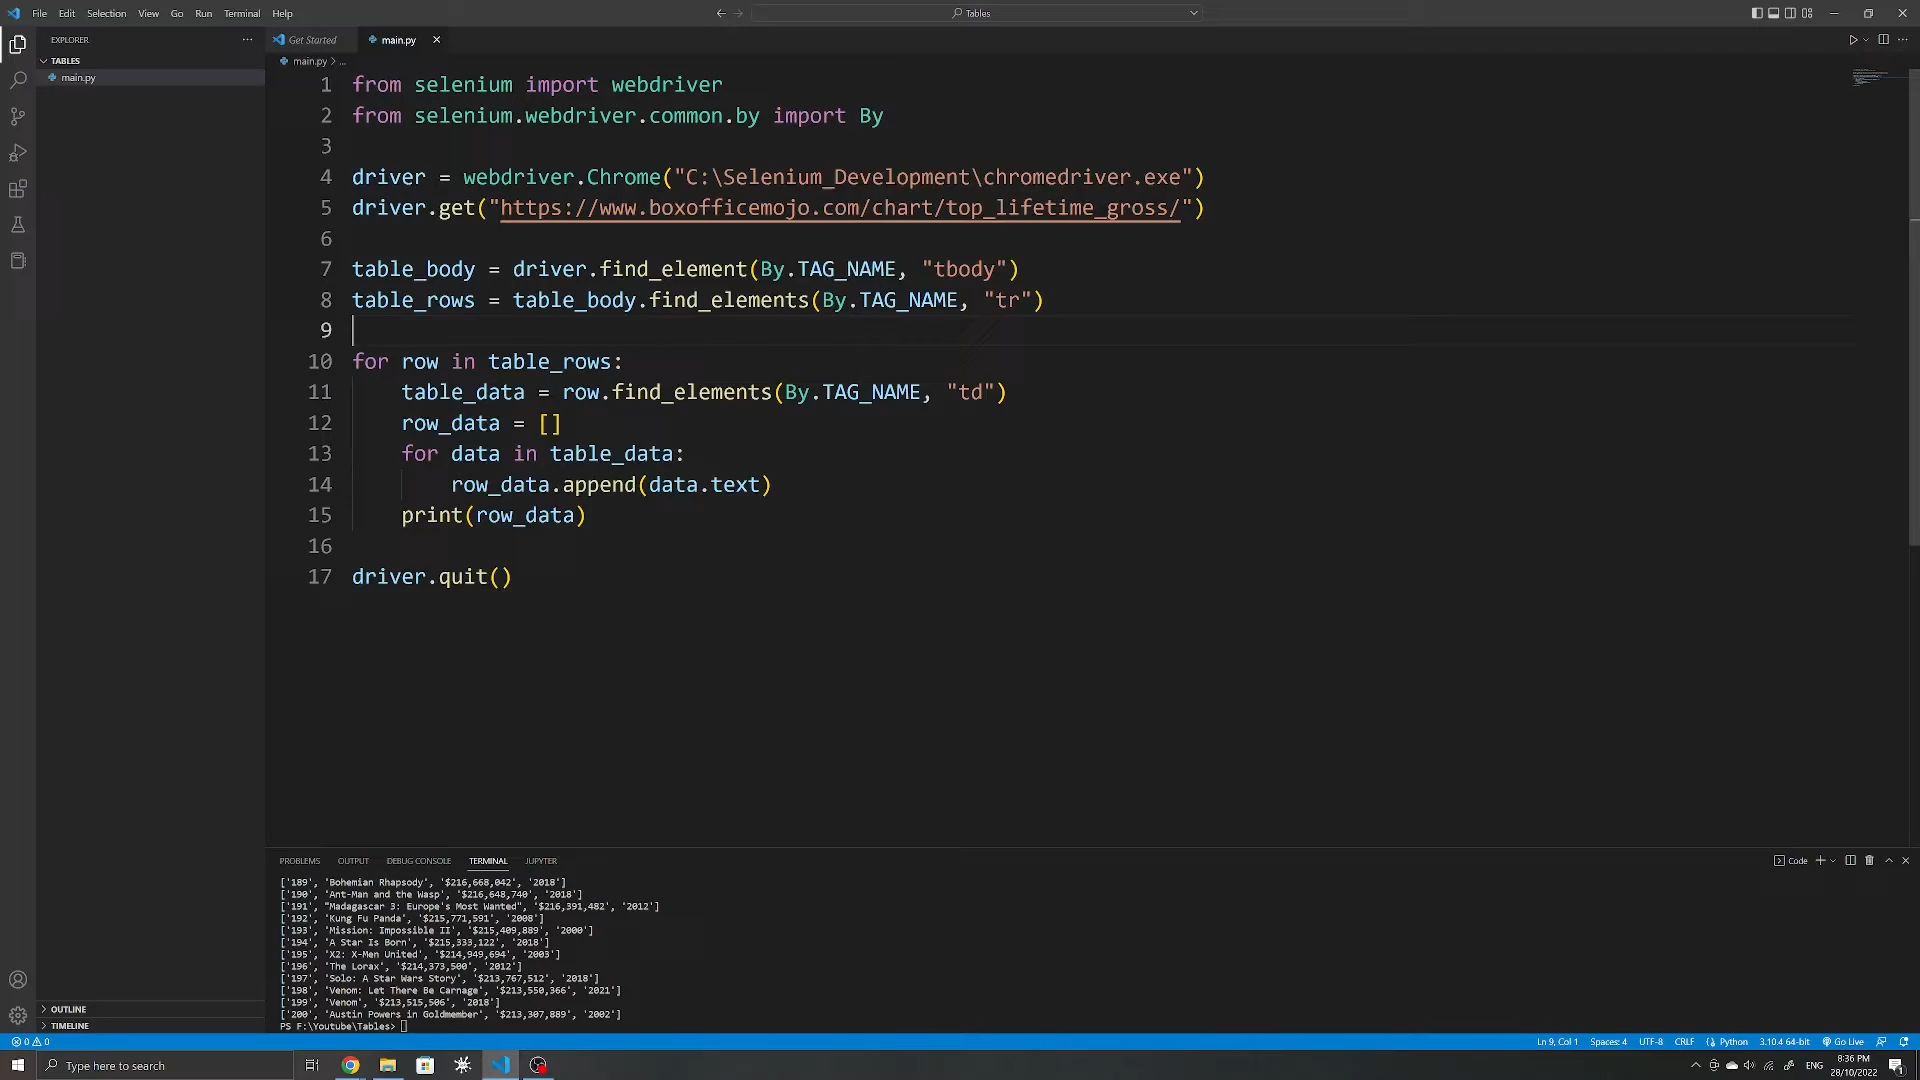 File Edit Selection View Go Run Terminal Help
Tables
EXPLORER
Get Started
main.py
TABLES
main.py
main.py > ...
1 from selenium import webdriver
2 from selenium.webdriver.common.by import By
3
4 driver = webdriver.Chrome("C:\Selenium_Development\chromedriver.exe")
5 driver.get("https://www.boxofficemojo.com/chart/top_lifetime_gross/")
6
7 table_body = driver.find_element(By.TAG_NAME, "tbody")
8 table_rows = table_body.find_elements(By.TAG_NAME, "tr")
9
10 for row in table_rows:
11 table_data = row.find_elements(By.TAG_NAME, "td")
12 row_data = []
13 for data in table_data:
14 row_data.append(data.text)
15 print(row_data)
16
17 driver.quit()
PROBLEMS OUTPUT DEBUG CONSOLE TERMINAL JUPYTER
Code
['189', 'Bohemian Rhapsody', '$216,668,042', '2018']
['190', 'Ant-Man and the Wasp', '$216,648,740', '2018']
['191', "Madagascar 3: Europe's Most Wanted", '$216,391,482', '2012']
['192', 'Kung Fu Panda', '$215,771,591', '2008']
['193', 'Mission: Impossible II', '$215,409,889', '2000']
['194', 'A Star Is Born', '$215,333,122', '2018']
['195', 'X2: X-Men United', '$214,949,694', '2003']
['196', 'The Lorax', '$214,373,500', '2012']
['197', 'Solo: A Star Wars Story', '$213,767,512', '2018']
['198', 'Venom: Let There Be Carnage', '$213,550,366', '2021']
['199', 'Venom', '$213,515,506', '2018']
['200', 'Austin Powers in Goldmember', '$213,307,889', '2002']
PS F:\Youtube\Tables>
OUTLINE
TIMELINE
0 0
Ln 9, Col 1 Spaces: 4 UTF-8 CRLF Python 3.10.4 64-bit Go Live
Type here to search
ENG
8:36 PM
28/10/2022
1